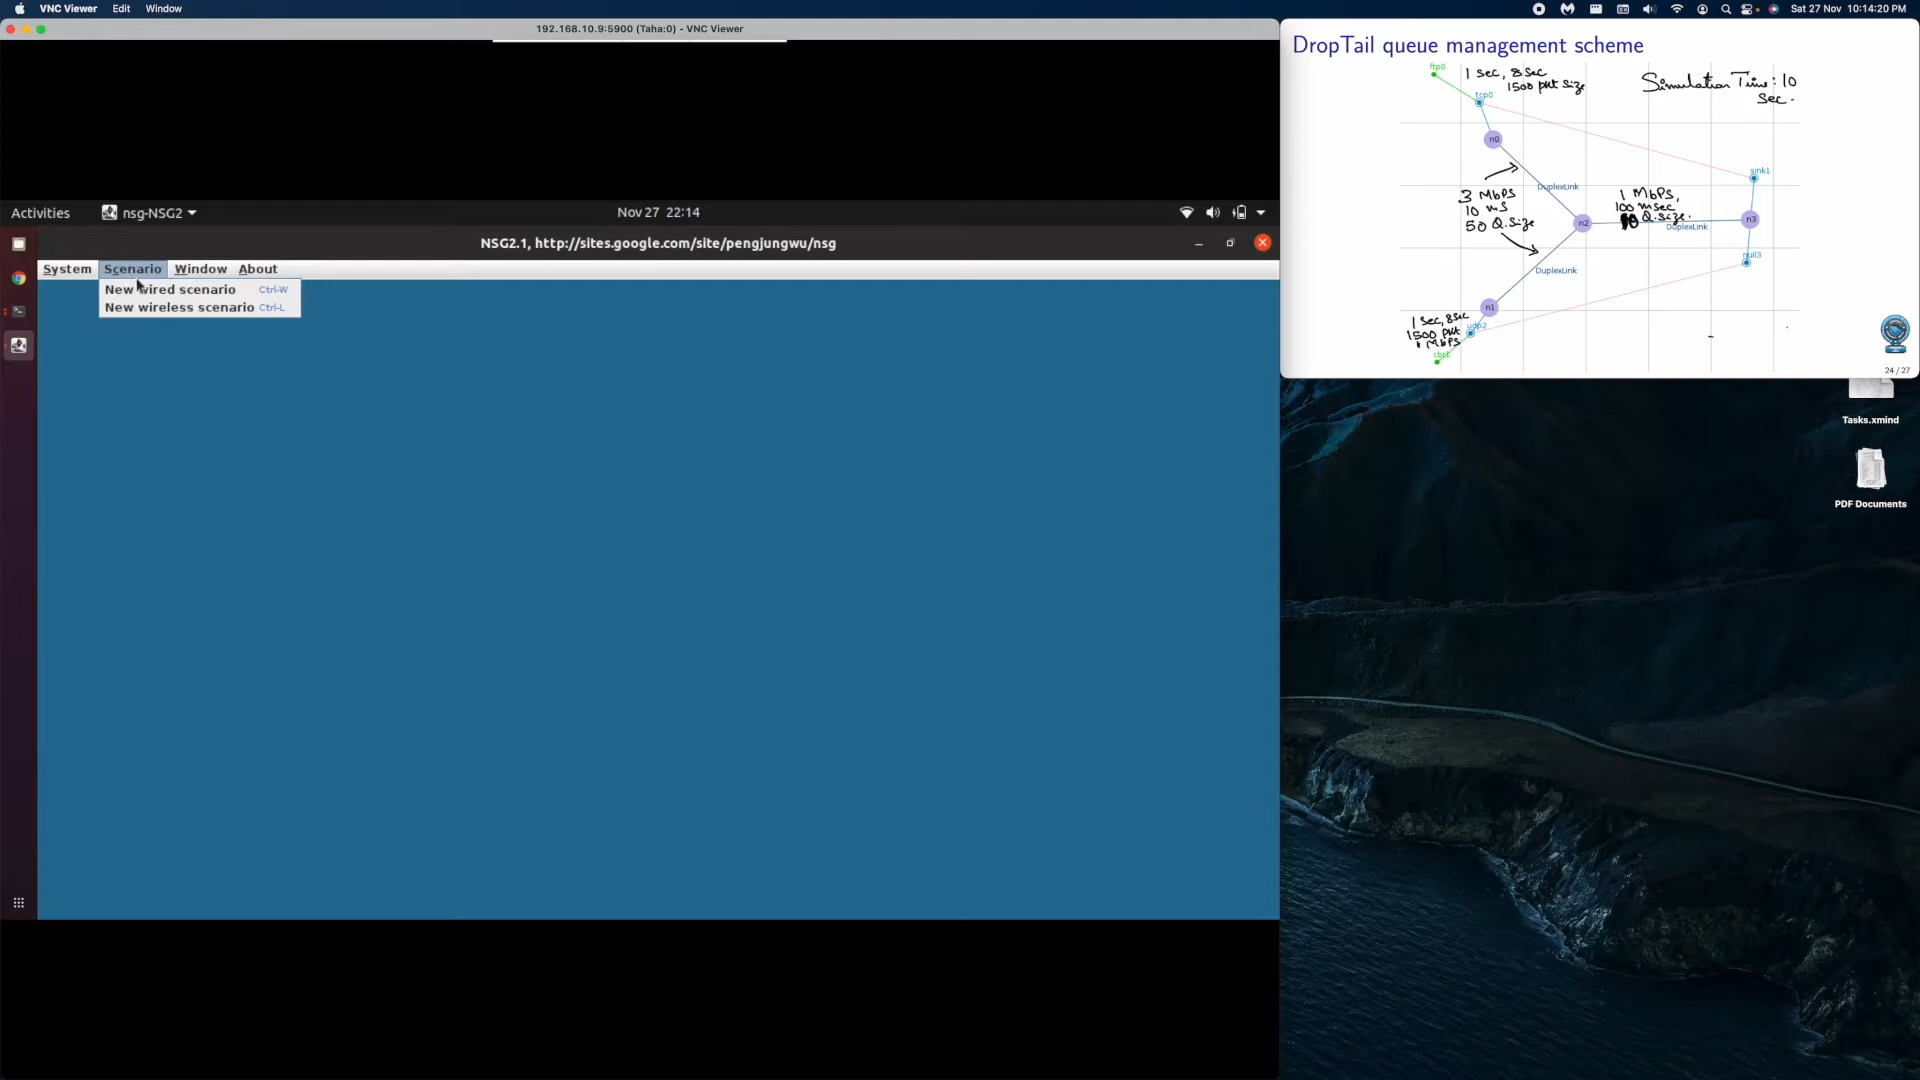 VNC Viewer Edit Window
Sat 27 Nov 10:14:20 PM
192.168.10.9:5900 (Taha:0) - VNC Viewer
Activities nsg-NSG2 Nov 27 22:14
NSG2.1, http://sites.google.com/site/pengjungwu/nsg
System Scenario Window About
New wired scenario Ctrl-W
New wireless scenario Ctrl-L
DropTail queue management scheme
ftp0
1 sec, 8 sec
1500 pkt size
Simulation Time: 10
sec.
tcp0
n0
sink1
DuplexLink
3 Mbps
10 ms
50 Q.Size
1 Mbps,
100 msec
10 Q.size.
n2
n3
DuplexLink
null3
DuplexLink
n1
1 sec, 8 sec
1500 pkt
1 Mbps
udp2
cbr1
24 / 27
Tasks.xmind
PDF
PDF Documents